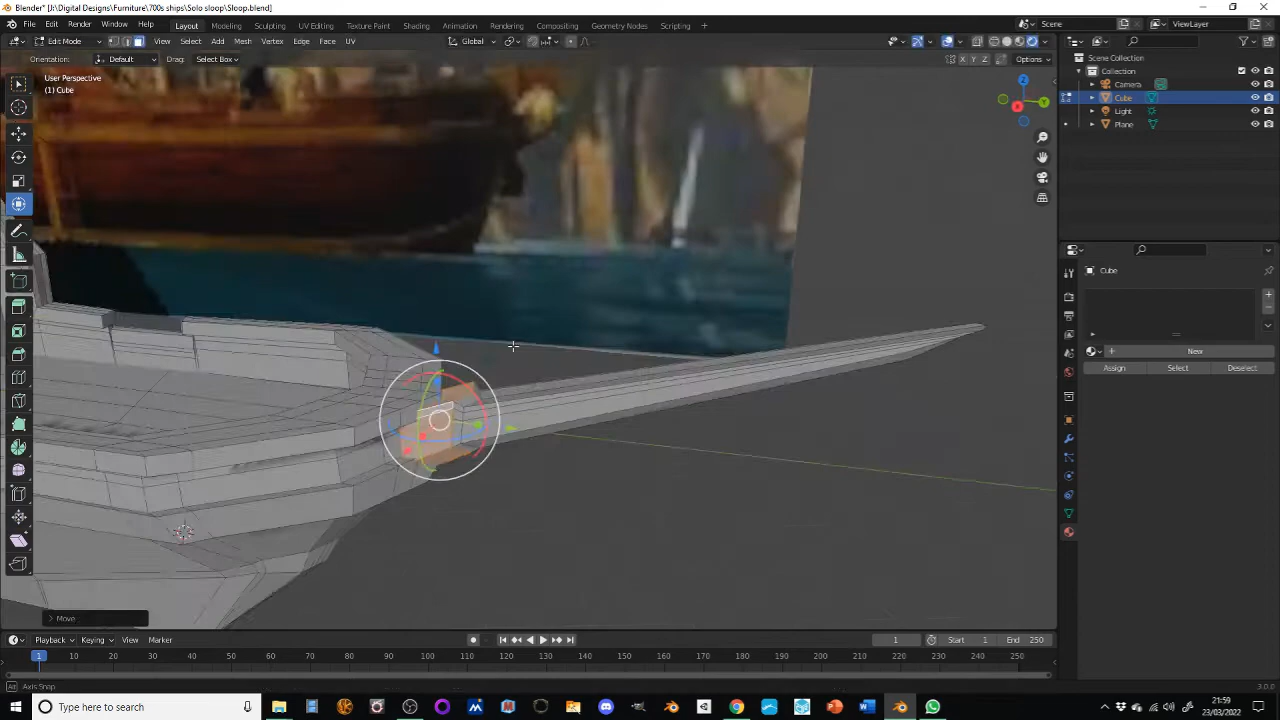 Blender* [J:\Digital Designs\Furniture\700s ships\Solo sloop\Sloop.blend]
File Edit Render Window Help Layout Modeling Sculpting UV Editing Texture Paint Shading Animation Rendering Compositing Geometry Nodes Scripting Scene ViewLayer
Edit Mode View Select Add Mesh Vertex Edge Face UV Global
Orientation: Default Drag: Select Box X Y Z Options
User Perspective
(1) Cube
Z
Y
X
Scene Collection
Collection
Camera
Cube
Light
Plane
Cube
New
Assign Select Deselect
Move
Playback Keying View Marker 1 Start 1 End 250
1 10 20 30 40 50 60 70 80 90 100 110 120 130 140 150 160 170 180 190 200 210 220 230 240 250
Axis Snap 3.0.0
Type here to search
21:59
23/03/2022